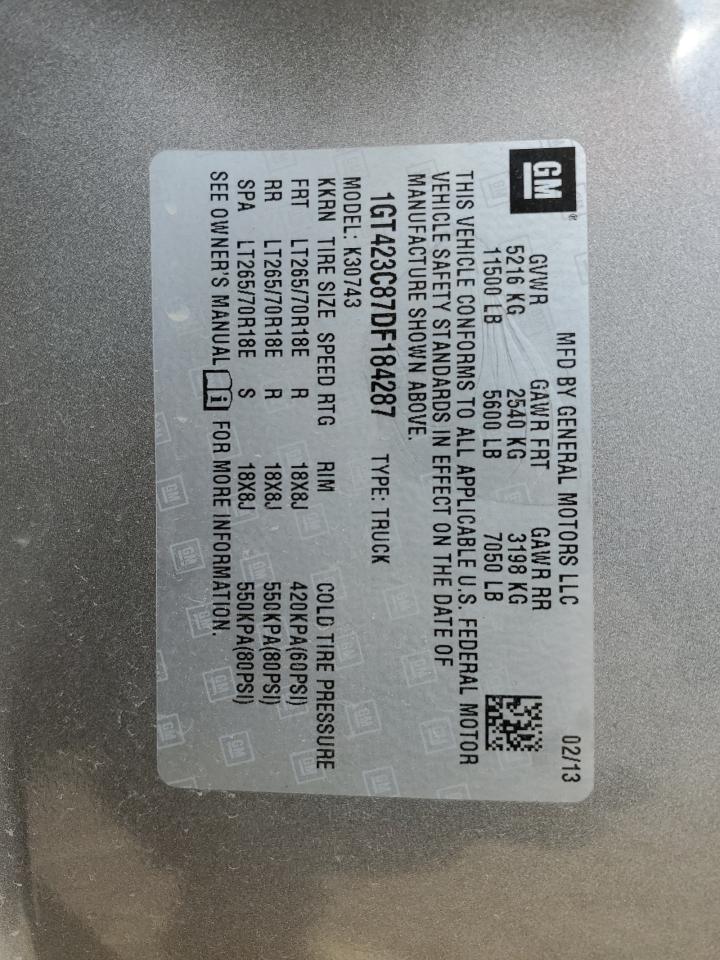 GM®
MFD BY GENERAL MOTORS LLC 02/13
GVWR GAWR FRT GAWR RR
5216 KG 2540 KG 3198 KG
11500 LB 5600 LB 7050 LB
THIS VEHICLE CONFORMS TO ALL APPLICABLE U.S. FEDERAL MOTOR
VEHICLE SAFETY STANDARDS IN EFFECT ON THE DATE OF
MANUFACTURE SHOWN ABOVE.
1GT423C87DF184287 TYPE: TRUCK
MODEL: K30743
KKRN TIRE SIZE SPEED RTG RIM COLD TIRE PRESSURE
FRT LT265/70R18E R 18X8J 420KPA(60PSI)
RR LT265/70R18E R 18X8J 550KPA(80PSI)
SPA LT265/70R18E S 18X8J 550KPA(80PSI)
SEE OWNER'S MANUAL i FOR MORE INFORMATION.